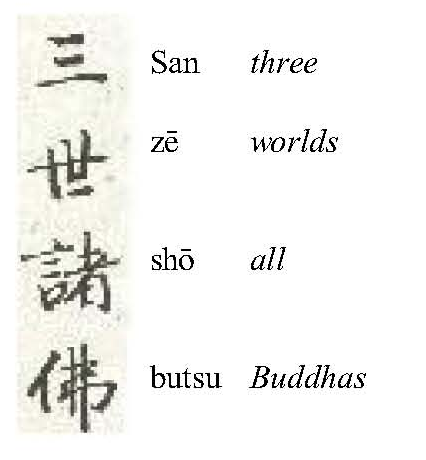 三 San three
世 zē worlds
諸 shō all
佛 butsu Buddhas